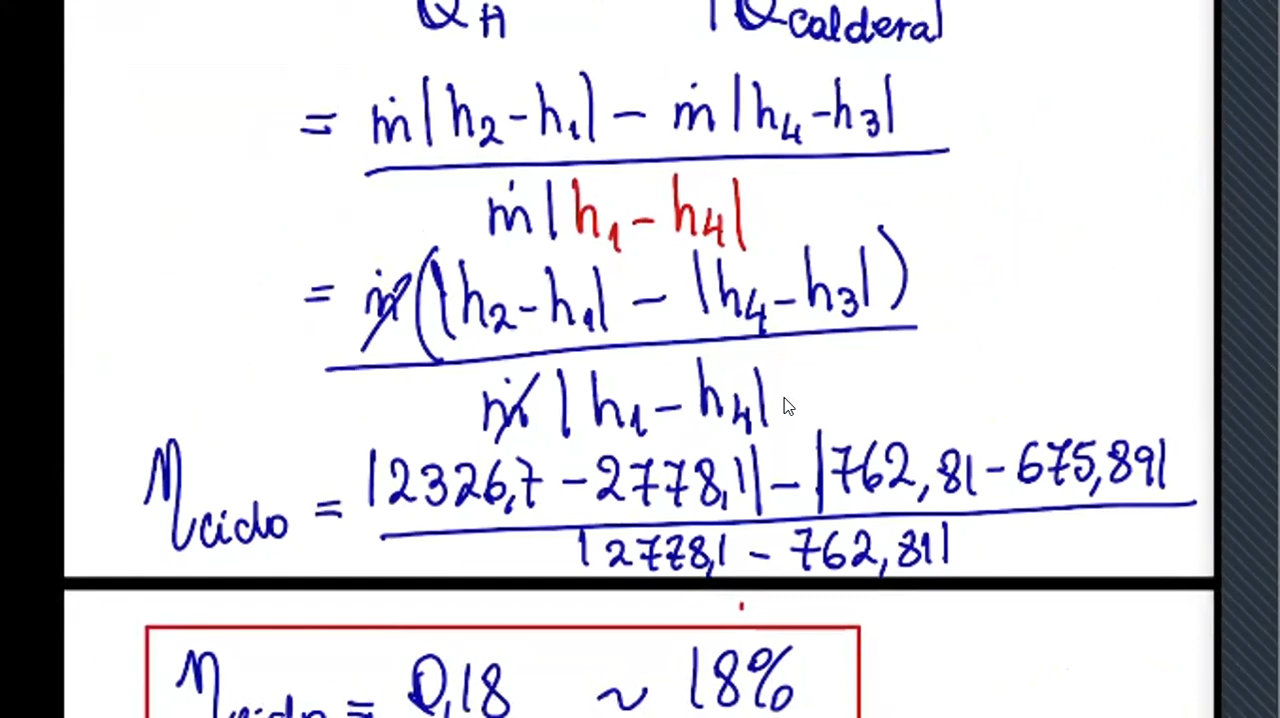 Q_H |Q_caldera|
= ṁ|h₂-h₁| - ṁ|h₄-h₃|
ṁ|h₁-h₄|
= ṁ(|h₂-h₁| - |h₄-h₃|)
ṁ|h₁-h₄|
η_ciclo = |2326,7-2778,1| - |762,81-675,89|
|2778,1 - 762,81|
η_ciclo = 0,18 ~ 18%